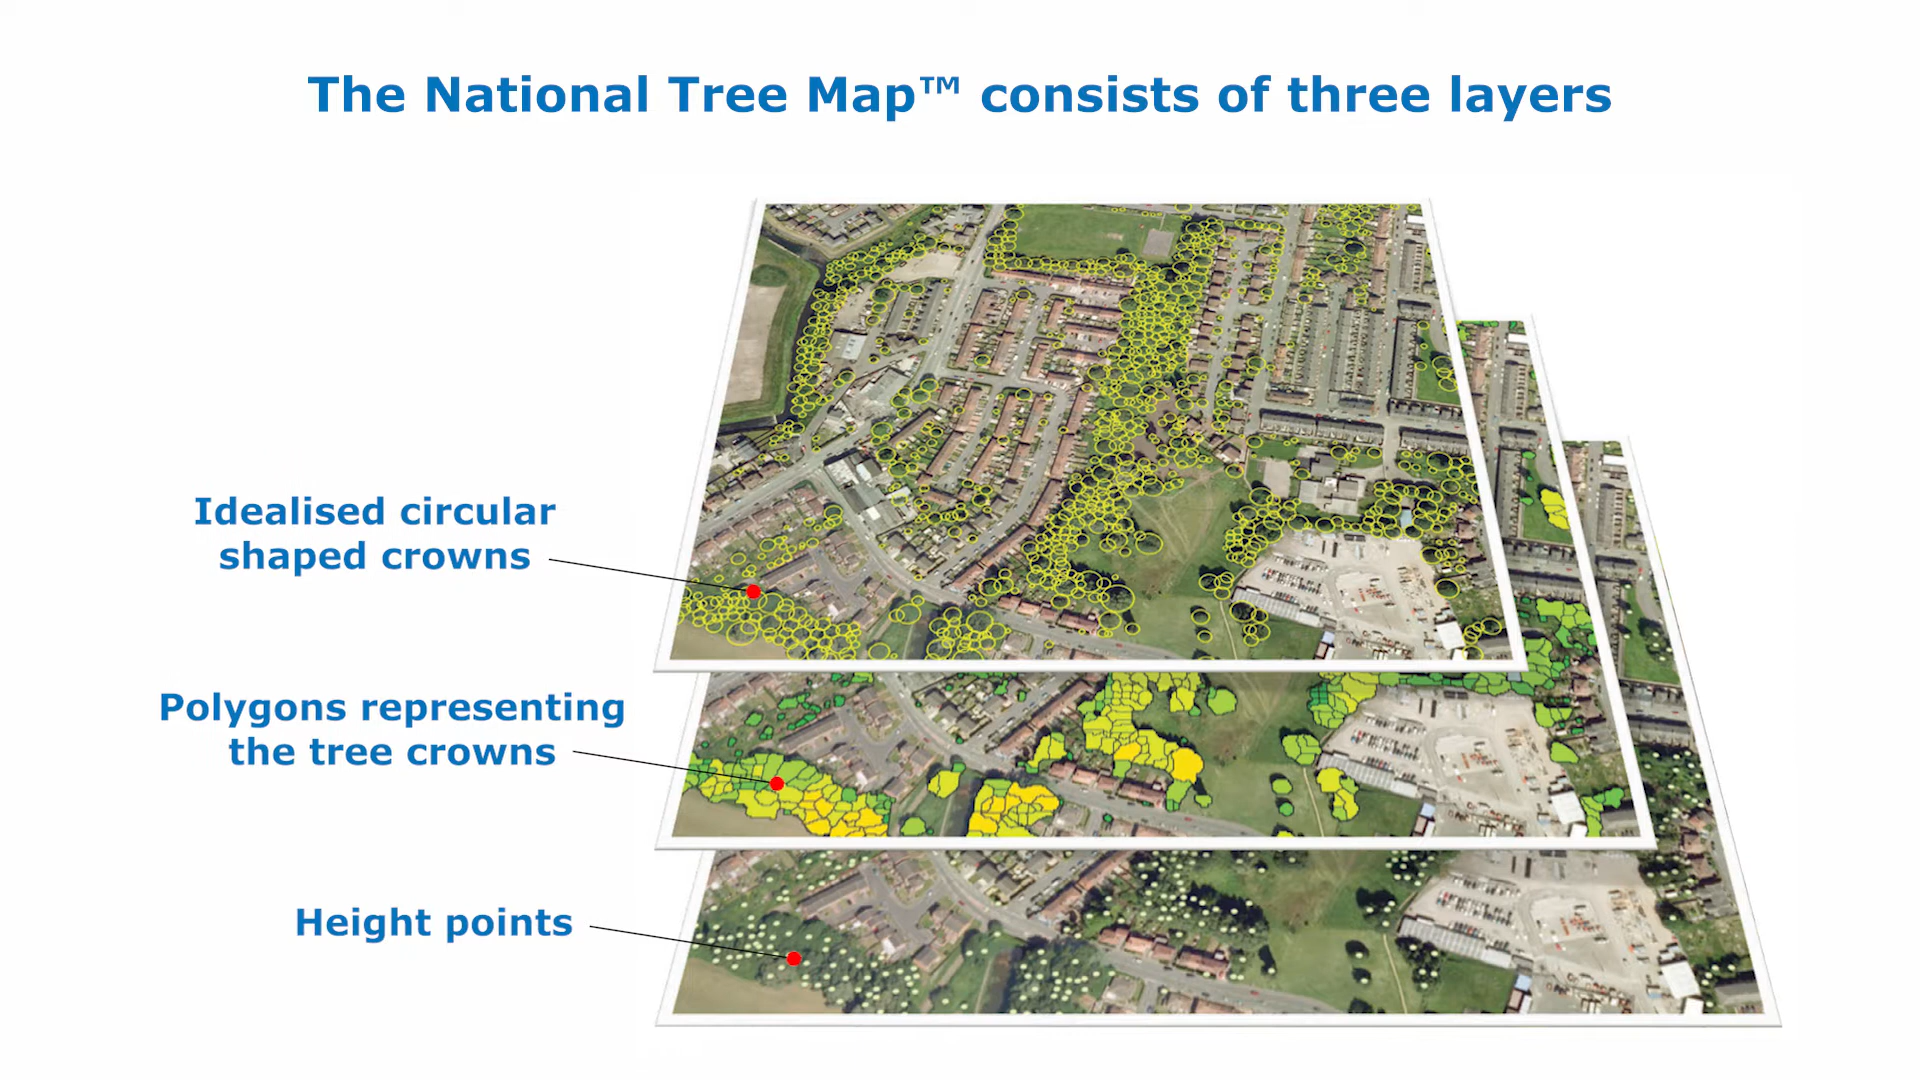 The National Tree Map™ consists of three layers
Idealised circular
shaped crowns
Polygons representing
the tree crowns
Height points